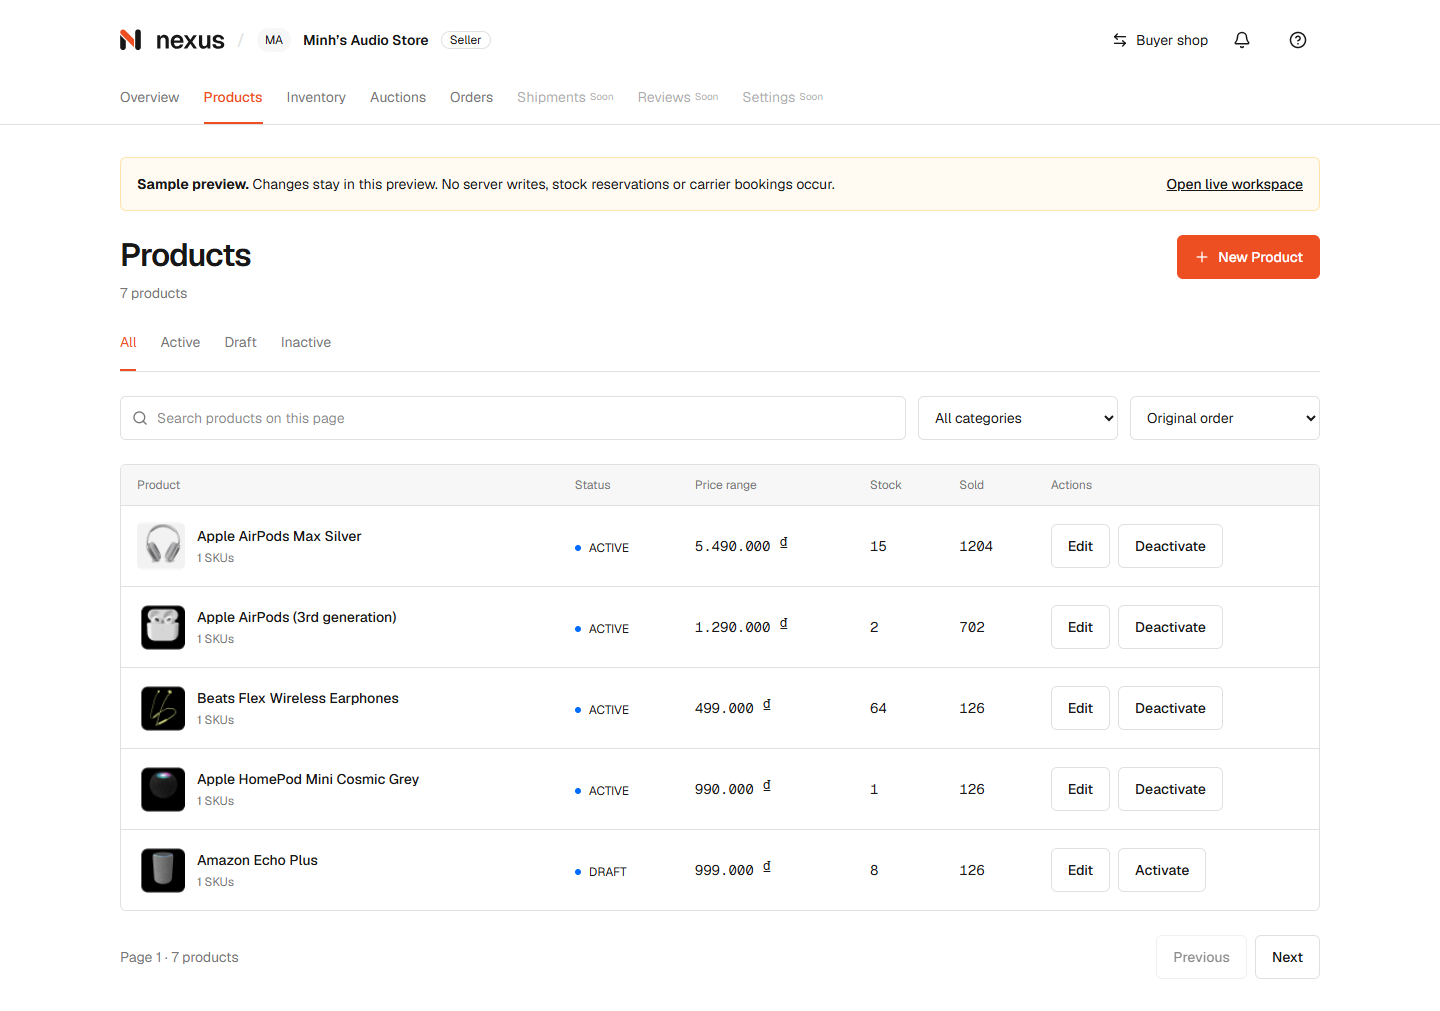 nexus / MA Minh's Audio Store Seller Buyer shop
Overview Products Inventory Auctions Orders Shipments Soon Reviews Soon Settings Soon
Sample preview. Changes stay in this preview. No server writes, stock reservations or carrier bookings occur. Open live workspace
Products
New Product
7 products
All Active Draft Inactive
Search products on this page All categories Original order
Product Status Price range Stock Sold Actions
Apple AirPods Max Silver
1 SKUs
ACTIVE 5.490.000 ₫ 15 1204 Edit Deactivate
Apple AirPods (3rd generation)
1 SKUs
ACTIVE 1.290.000 ₫ 2 702 Edit Deactivate
Beats Flex Wireless Earphones
1 SKUs
ACTIVE 499.000 ₫ 64 126 Edit Deactivate
Apple HomePod Mini Cosmic Grey
1 SKUs
ACTIVE 990.000 ₫ 1 126 Edit Deactivate
Amazon Echo Plus
1 SKUs
DRAFT 999.000 ₫ 8 126 Edit Activate
Page 1 · 7 products Previous Next